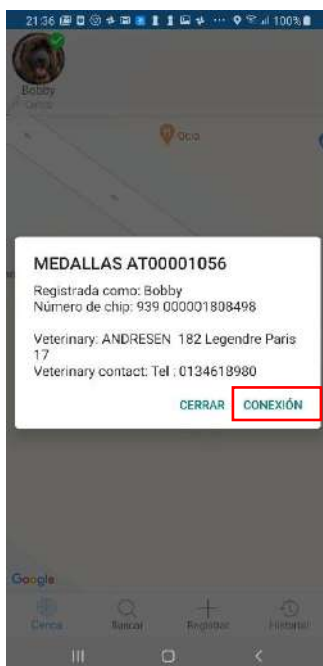 21:36
100%
Bobby
Cerca
Ocio
MEDALLAS AT00001056
Registrada como: Bobby
Número de chip: 939 000001808498
Veterinary: ANDRESEN 182 Legendre Paris
17
Veterinary contact: Tel : 0134618980
CERRAR CONEXIÓN
Google
Cerca Buscar Registrar Historial